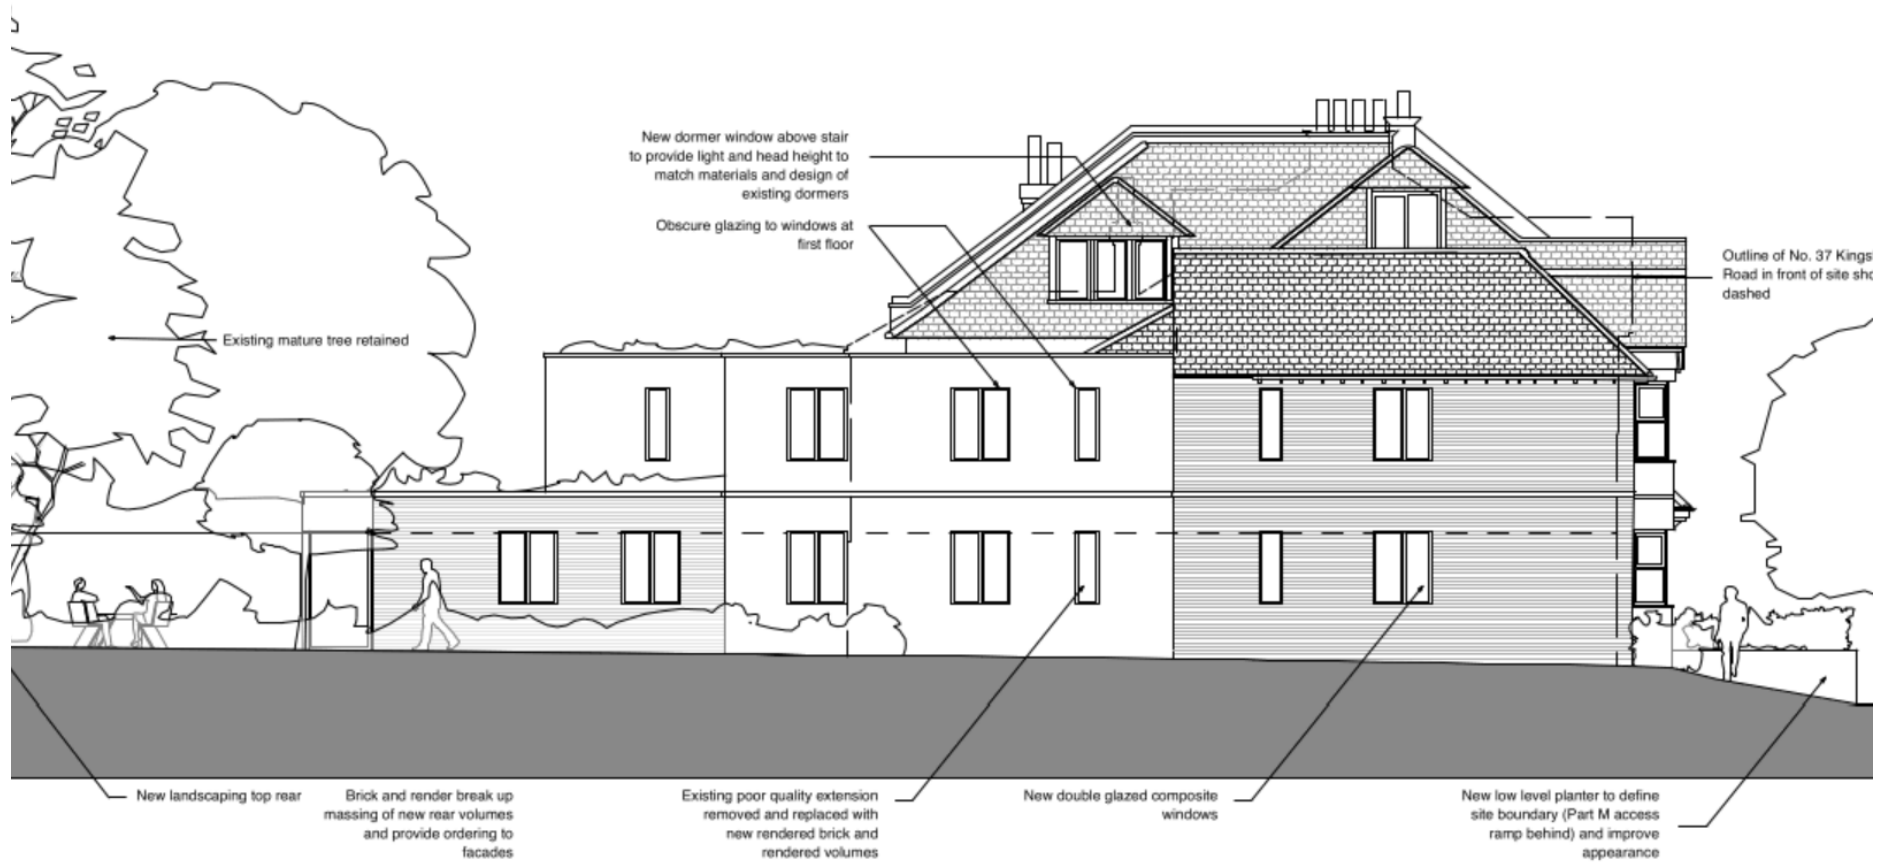 New dormer window above stair
to provide light and head height to
match materials and design of
existing dormers
Obscure glazing to windows at
first floor
Outline of No. 37 Kings
Road in front of site sho
dashed
Existing mature tree retained
New landscaping top rear
Brick and render break up
massing of new rear volumes
and provide ordering to
facades
Existing poor quality extension
removed and replaced with
new rendered brick and
rendered volumes
New double glazed composite
windows
New low level planter to define
site boundary (Part M access
ramp behind) and improve
appearance